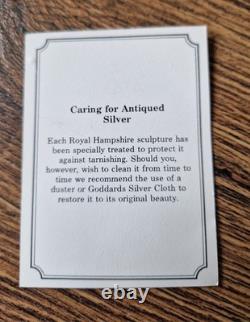 Caring for Antiqued
Silver
Each Royal Hampshire sculpture has
been specially treated to protect it
against tarnishing. Should you,
however, wish to clean it from time to
time we recommend the use of a
duster or Goddards Silver Cloth to
restore it to its original beauty.
ebay